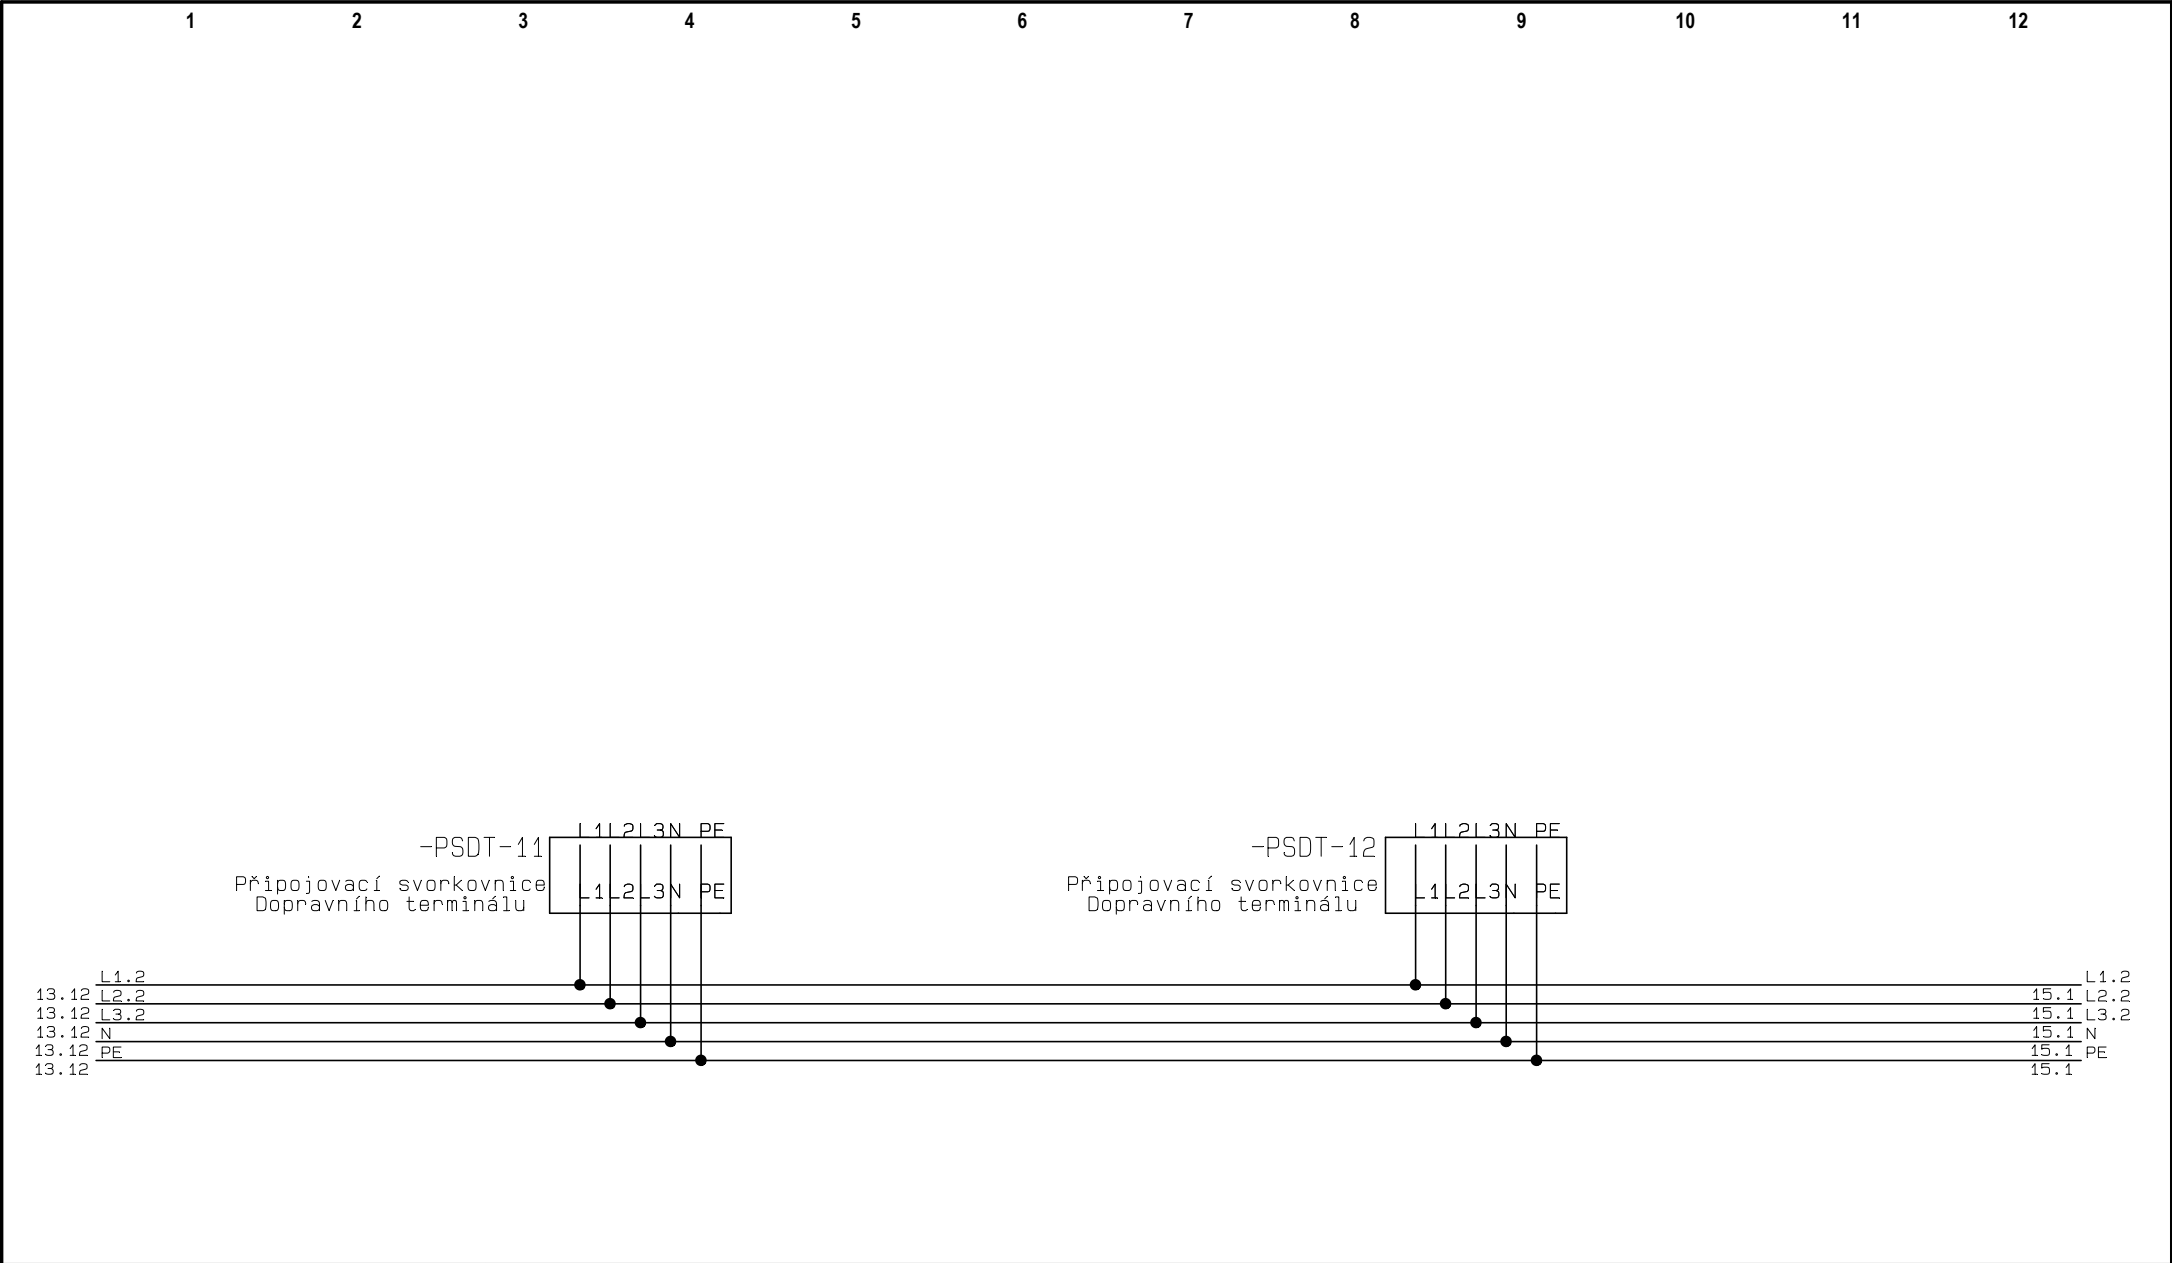 1 2 3 4 5 6 7 8 9 10 11 12
L1 L2 L3 N PE
-PSDT-11
Připojovací svorkovnice
Dopravního terminálu
L1 L2 L3 N PE
L1 L2 L3 N PE
-PSDT-12
Připojovací svorkovnice
Dopravního terminálu
L1 L2 L3 N PE
L1.2
13.12 L2.2
13.12 L3.2
13.12 N
13.12 PE
13.12
L1.2
15.1 L2.2
15.1 L3.2
15.1 N
15.1 PE
15.1